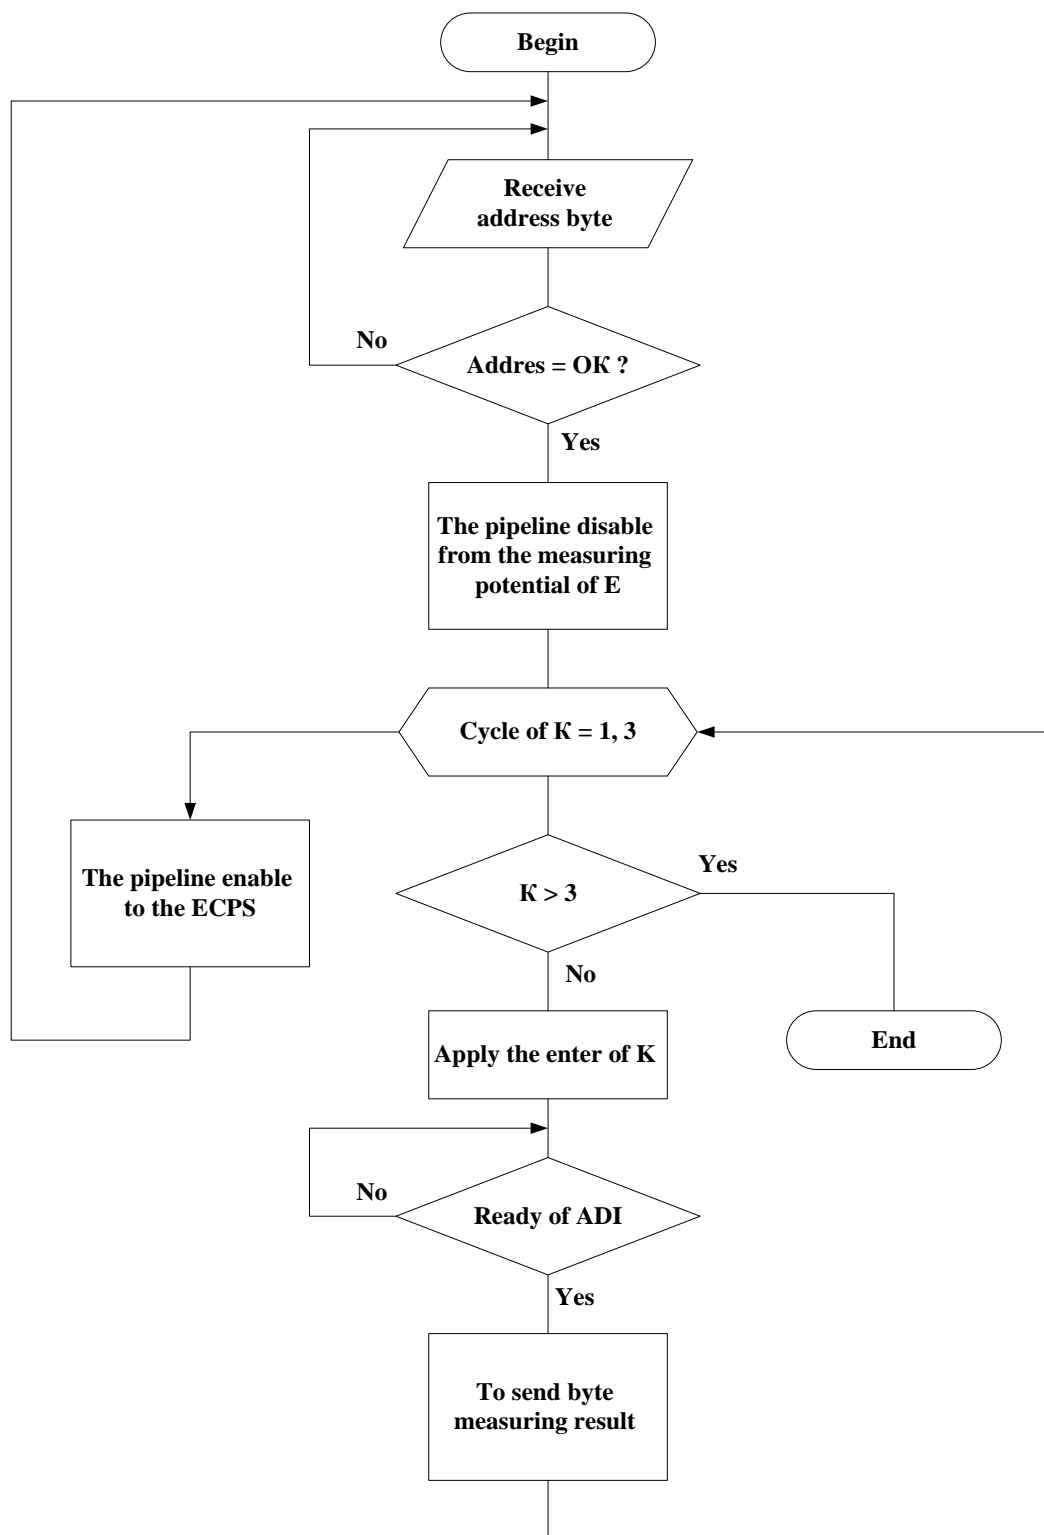 Begin
Receive
address byte
No
Addres = OK ?
Yes
The pipeline disable
from the measuring
potential of E
Cycle of K = 1, 3
The pipeline enable
to the ECPS
Yes
K > 3
No
End
Apply the enter of K
No
Ready of ADI
Yes
To send byte
measuring result